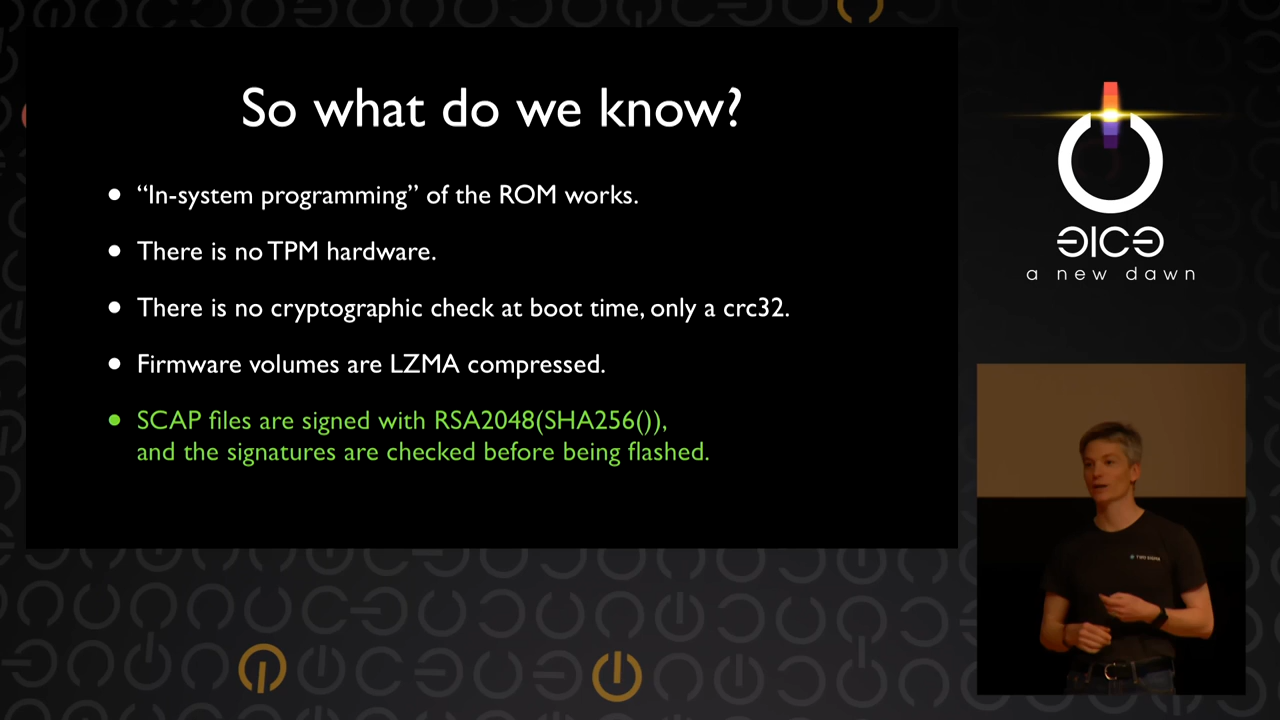 So what do we know?
“In-system programming” of the ROM works.
There is no TPM hardware.
There is no cryptographic check at boot time, only a crc32.
Firmware volumes are LZMA compressed.
SCAP files are signed with RSA2048(SHA256()),
and the signatures are checked before being flashed.
a new dawn
TWO SIGMA